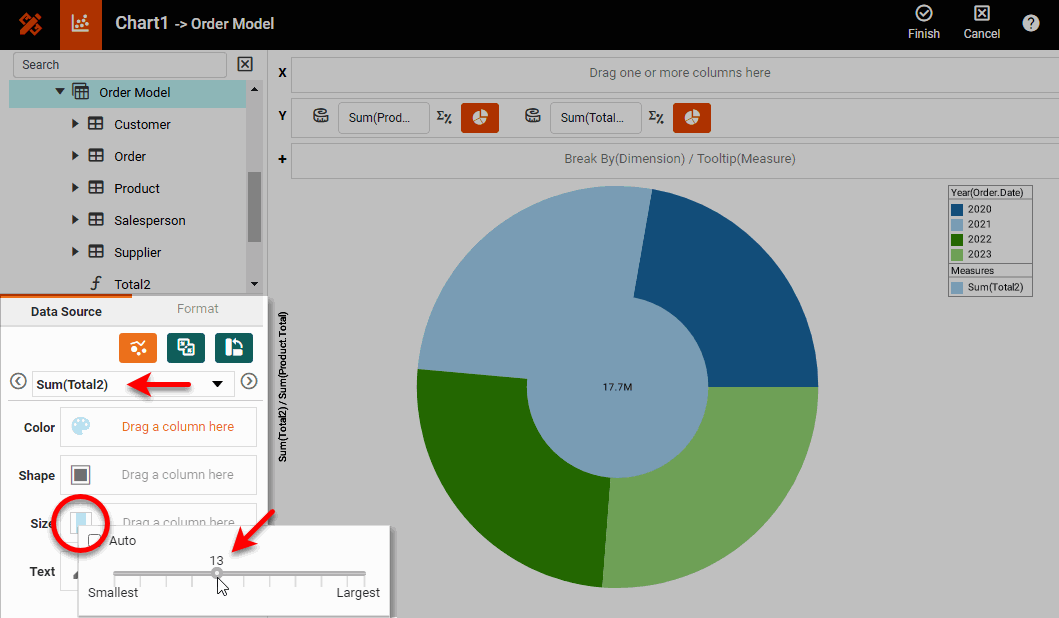 Chart1 -> Order Model
Finish
Cancel
?
Search
Order Model
Customer
Order
Product
Salesperson
Supplier
f Total2
X
Drag one or more columns here
Y
Sum(Prod...
Σ%
Sum(Total...
Σ%
+
Break By(Dimension) / Tooltip(Measure)
Sum(Total2) / Sum(Product.Total)
17.7M
Year(Order.Date)
2020
2021
2022
2023
Measures
Sum(Total2)
Data Source
Format
Sum(Total2)
Color
Drag a column here
Shape
Drag a column here
Size
Drag a column here
Text
Auto
13
Smallest
Largest